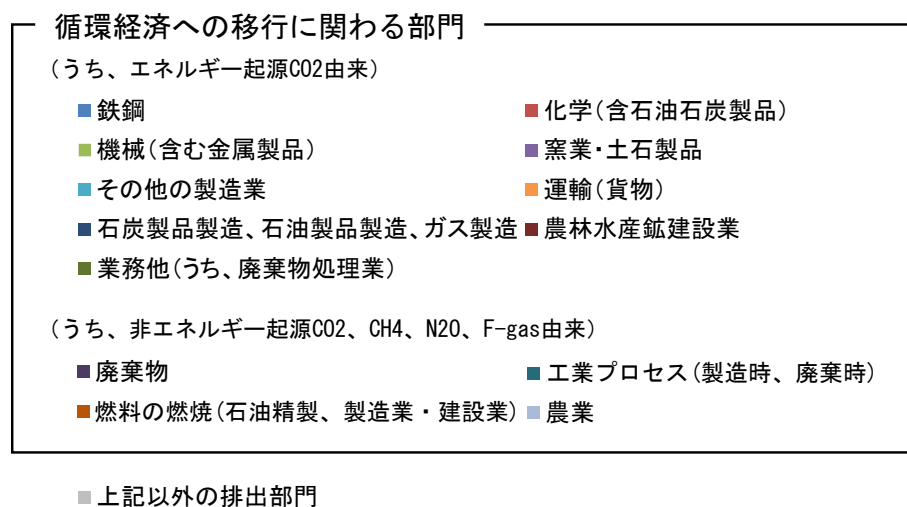 循環経済への移行に関わる部門
(うち、エネルギー起源CO2由来)
鉄鋼 化学(含石油石炭製品)
機械(含む金属製品) 窯業・土石製品
その他の製造業 運輸(貨物)
石炭製品製造、石油製品製造、ガス製造 農林水産鉱建設業
業務他(うち、廃棄物処理業)
(うち、非エネルギー起源CO2、CH4、N2O、F-gas由来)
廃棄物 工業プロセス(製造時、廃棄時)
燃料の燃焼(石油精製、製造業・建設業) 農業
上記以外の排出部門